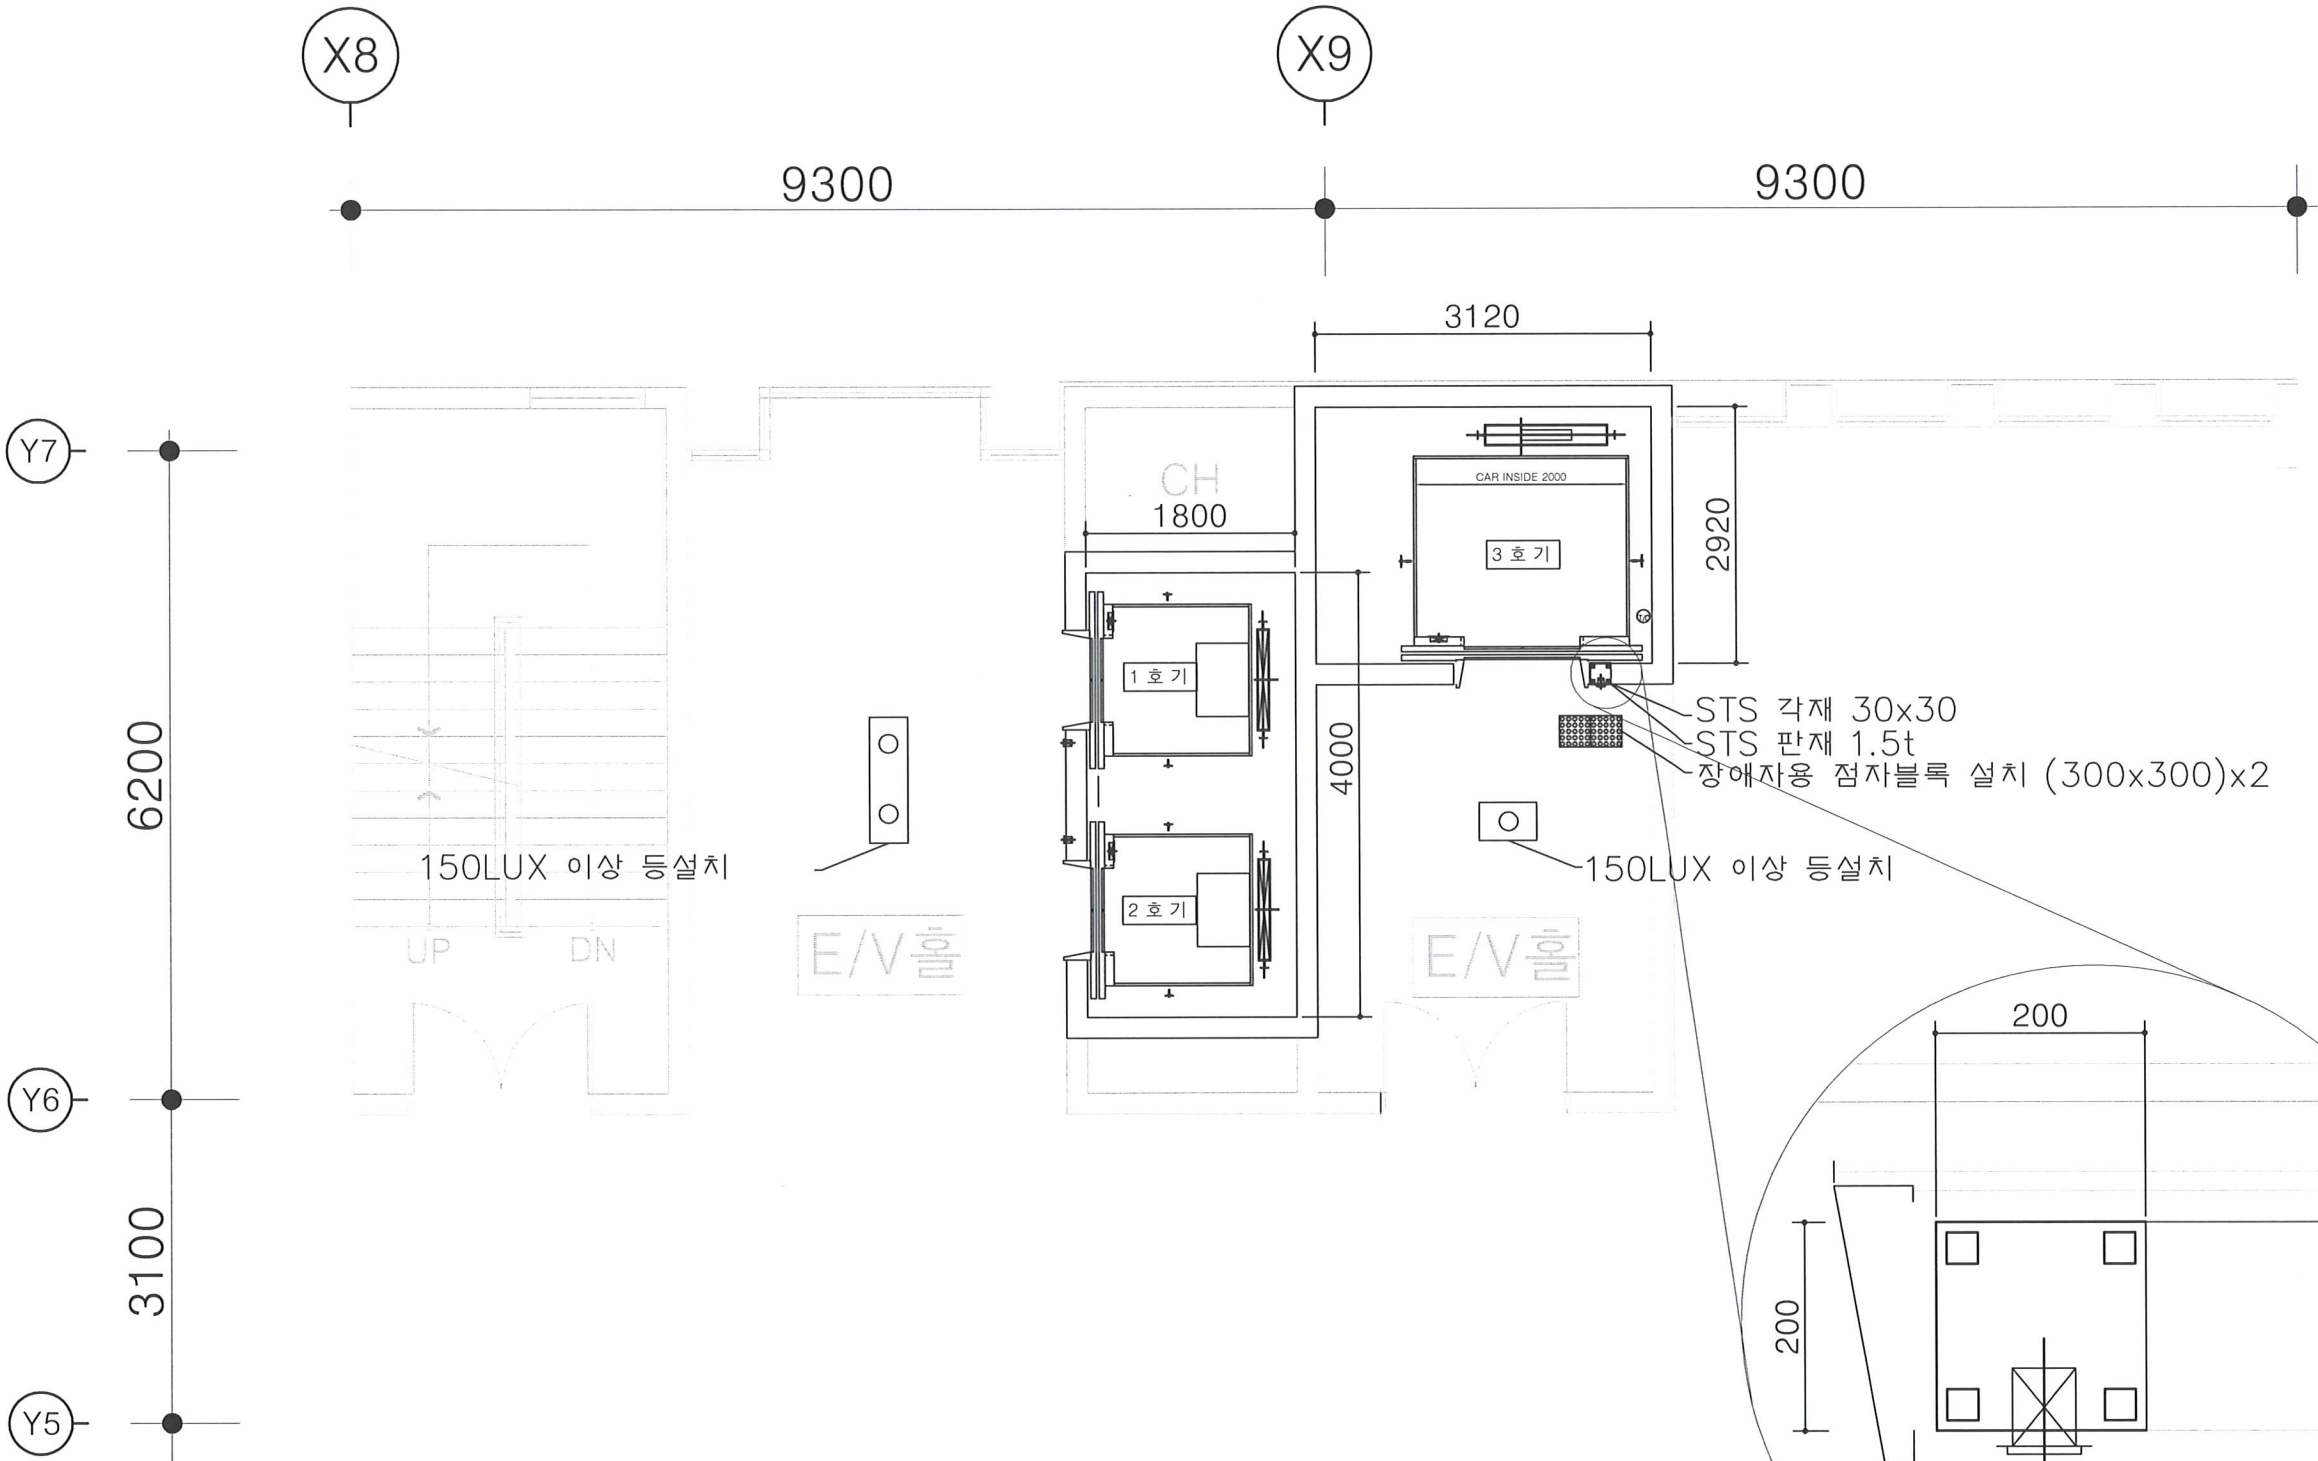 X8
X9
9300
9300
3120
Y7
CH
CAR INSIDE 2000
1800
2920
3 호 기
1 호 기
STS 각재 30x30
STS 판재 1.5t
장애자용 점자블록 설치 (300x300)x2
4000
6200
150LUX 이상 등설치
150LUX 이상 등설치
2 호 기
UP
DN
E/V홀
E/V홀
200
Y6
3100
200
Y5